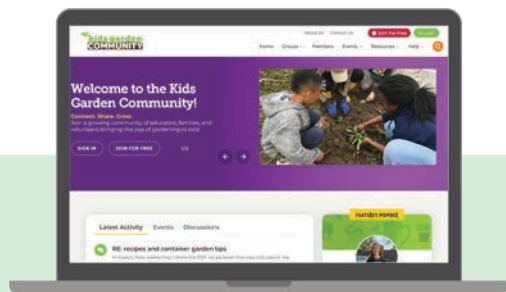 About Us Contact Us Join For Free
kids garden
COMMUNITY
Home Groups Members Events Resources Help
Welcome to the Kids
Garden Community!
Connect. Share. Grow.
Join a growing community of educators, families, and
volunteers bringing the joys of gardening to kids!
SIGN IN JOIN FOR FREE 1/2
Latest Activity Events Discussions
RE: recipes and container garden tips